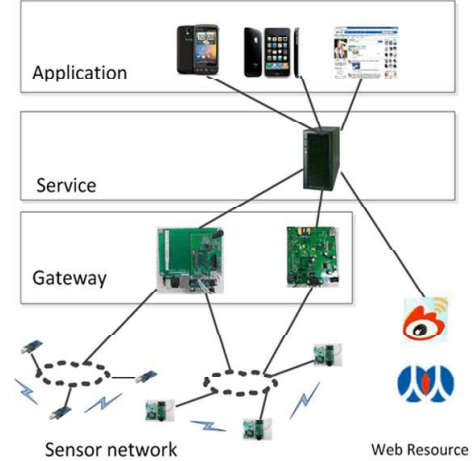 Application
Service
Gateway
Sensor network
Web Resource